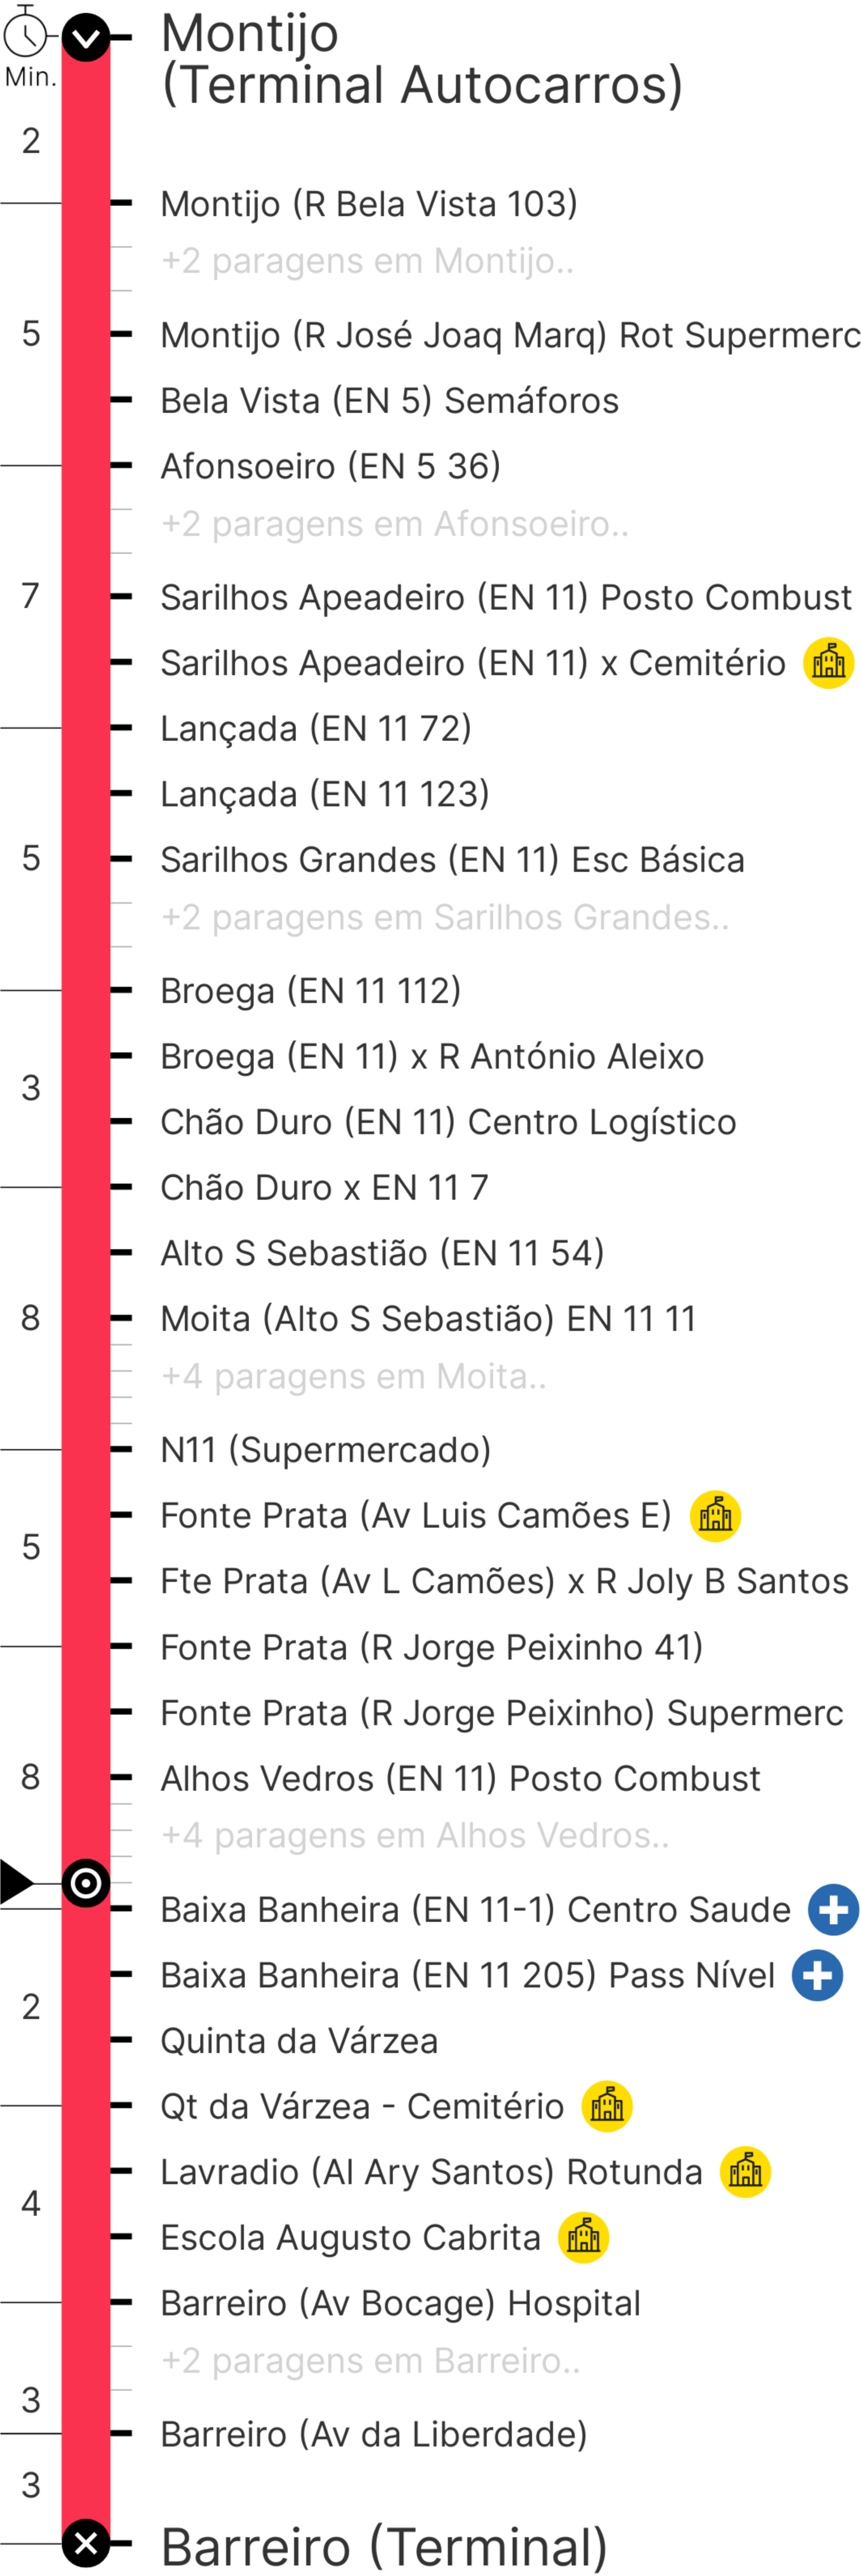 Montijo
(Terminal Autocarros)
Min.
2
Montijo (R Bela Vista 103)
+2 paragens em Montijo..
5
Montijo (R José Joaq Marq) Rot Supermerc
Bela Vista (EN 5) Semáforos
Afonsoeiro (EN 5 36)
+2 paragens em Afonsoeiro..
7
Sarilhos Apeadeiro (EN 11) Posto Combust
Sarilhos Apeadeiro (EN 11) x Cemitério
Lançada (EN 11 72)
Lançada (EN 11 123)
5
Sarilhos Grandes (EN 11) Esc Básica
+2 paragens em Sarilhos Grandes..
Broega (EN 11 112)
Broega (EN 11) x R António Aleixo
3
Chão Duro (EN 11) Centro Logístico
Chão Duro x EN 11 7
Alto S Sebastião (EN 11 54)
8
Moita (Alto S Sebastião) EN 11 11
+4 paragens em Moita..
N11 (Supermercado)
Fonte Prata (Av Luis Camões E)
5
Fte Prata (Av L Camões) x R Joly B Santos
Fonte Prata (R Jorge Peixinho 41)
Fonte Prata (R Jorge Peixinho) Supermerc
8
Alhos Vedros (EN 11) Posto Combust
+4 paragens em Alhos Vedros..
Baixa Banheira (EN 11-1) Centro Saude
Baixa Banheira (EN 11 205) Pass Nível
2
Quinta da Várzea
Qt da Várzea - Cemitério
Lavradio (Al Ary Santos) Rotunda
4
Escola Augusto Cabrita
Barreiro (Av Bocage) Hospital
+2 paragens em Barreiro..
3
Barreiro (Av da Liberdade)
3
Barreiro (Terminal)